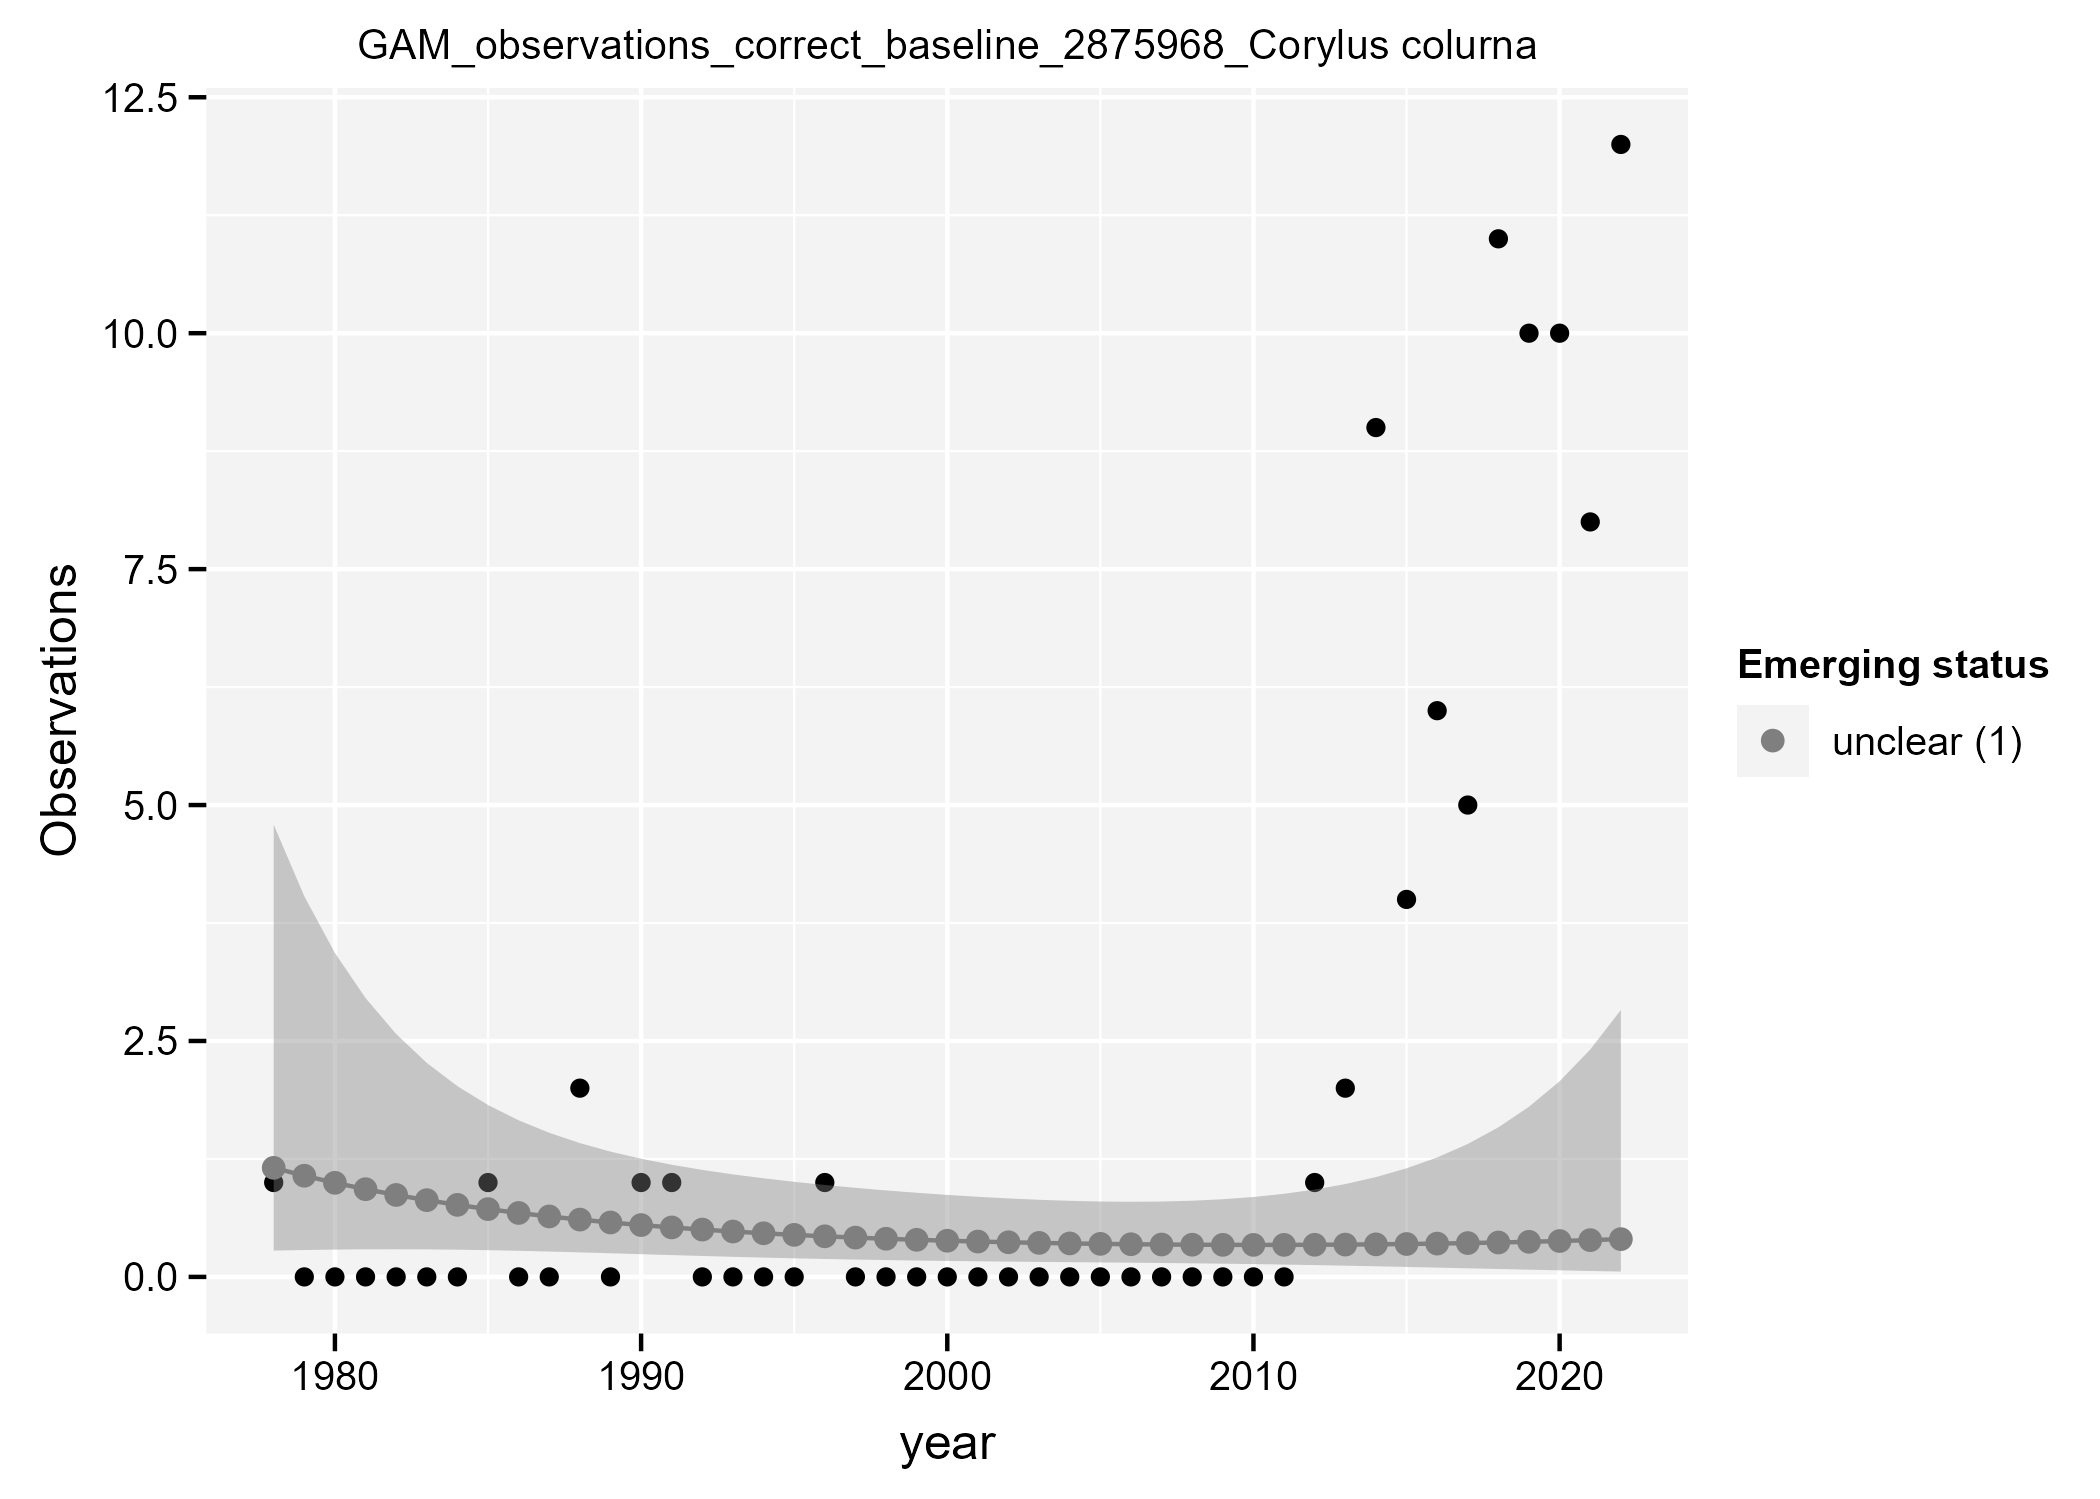 GAM_observations_correct_baseline_2875968_Corylus colurna
12.5
10.0
7.5
5.0
2.5
0.0
Observations
1980
1990
2000
2010
2020
year
Emerging status
unclear (1)